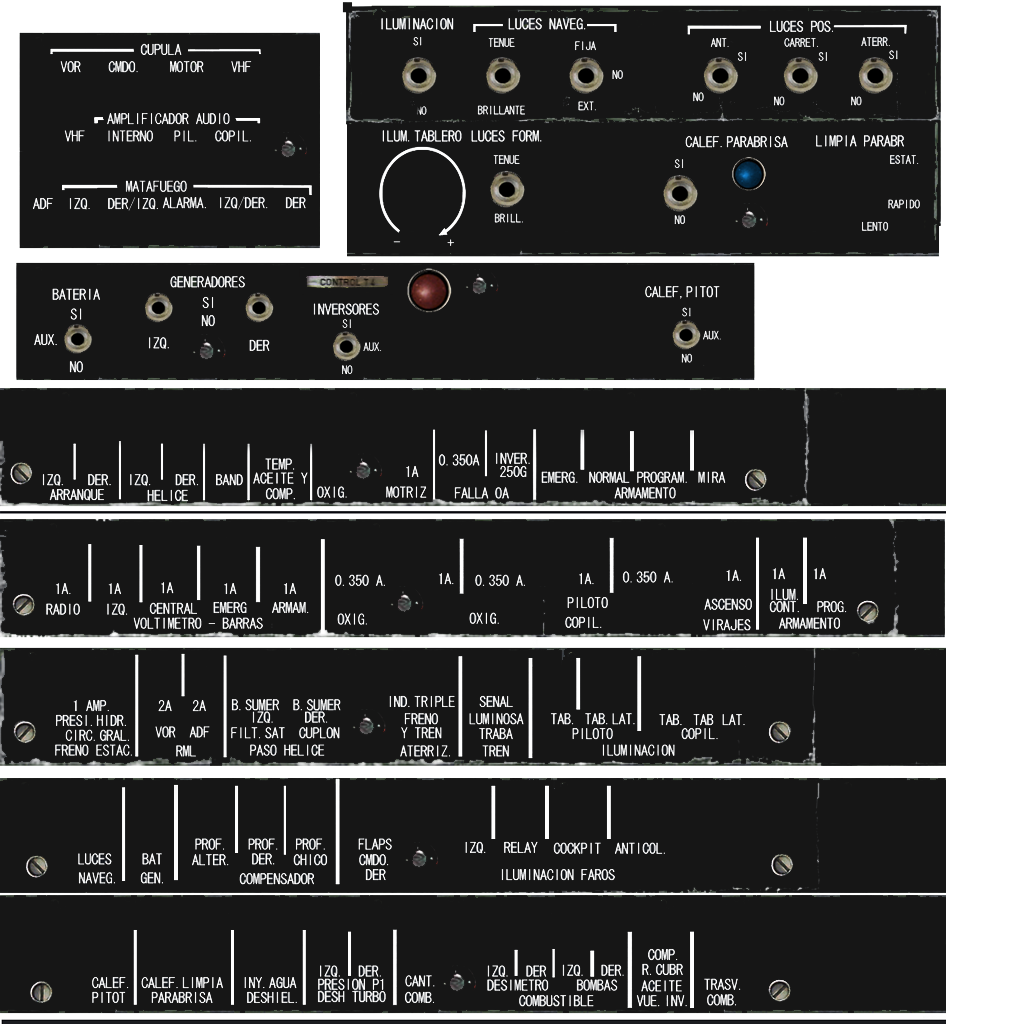 CUPULA
VOR CMDO. MOTOR VHF
AMPLIFICADOR AUDIO
VHF INTERNO PIL. COPIL.
MATAFUEGO
ADF IZQ. DER/IZQ. ALARMA. IZQ/DER. DER
ILUMINACION LUCES NAVEG. LUCES POS.
SI TENUE FIJA ANT. CARRET. ATERR.
SI SI SI
NO
NO BRILLANTE EXT. NO NO NO
ILUM. TABLERO LUCES FORM. CALEF. PARABRISA LIMPIA PARABR
TENUE SI ESTAT.
BRILL. NO RAPIDO
LENTO
- +
GENERADORES CONTROL T4
BATERIA INVERSORES CALEF, PITOT
SI SI SI SI
NO
AUX. IZQ. DER AUX. AUX.
NO NO NO
TEMP. 0. 350A INVER.
IZQ. DER. IZQ. DER. BAND ACEITE Y 1A 250G EMERG. NORMAL PROGRAM. MIRA
ARRANQUE HELICE COMP. OXIG. MOTRIZ FALLA OA ARMAMENTO
1A. 1A 1A 1A 1A 0. 350 A. 1A. 0. 350 A. 1A. 0. 350 A. 1A. 1A 1A
RADIO IZQ. CENTRAL EMERG ARMAM. PILOTO ASCENSO ILUM. CONT. PROG.
VOLTIMETRO - BARRAS OXIG. OXIG. COPIL. VIRAJES ARMAMENTO
1 AMP. 2A 2A B. SUMER B. SUMER IND. TRIPLE SENAL
PRESI. HIDR. IZQ. DER. FRENO LUMINOSA TAB. TAB. LAT. TAB. TAB LAT.
CIRC. GRAL. VOR ADF FILT. SAT CUPLON Y TREN TRABA PILOTO COPIL.
FRENO ESTAC. RML PASO HELICE ATERRIZ. TREN ILUMINACION
PROF. PROF. PROF. FLAPS IZQ. RELAY COCKPIT ANTICOL.
LUCES BAT ALTER. DER. CHICO CMDO.
NAVEG. GEN. COMPENSADOR DER ILUMINACION FAROS
COMP.
IZQ. DER. IZQ. DER IZQ. DER. R. CUBR
CALEF. CALEF. LIMPIA INY. AGUA PRESION P1 CANT. DESIMETRO BOMBAS ACEITE TRASV.
PITOT PARABRISA DESHIEL. DESH TURBO COMB. COMBUSTIBLE VUE. INV. COMB.